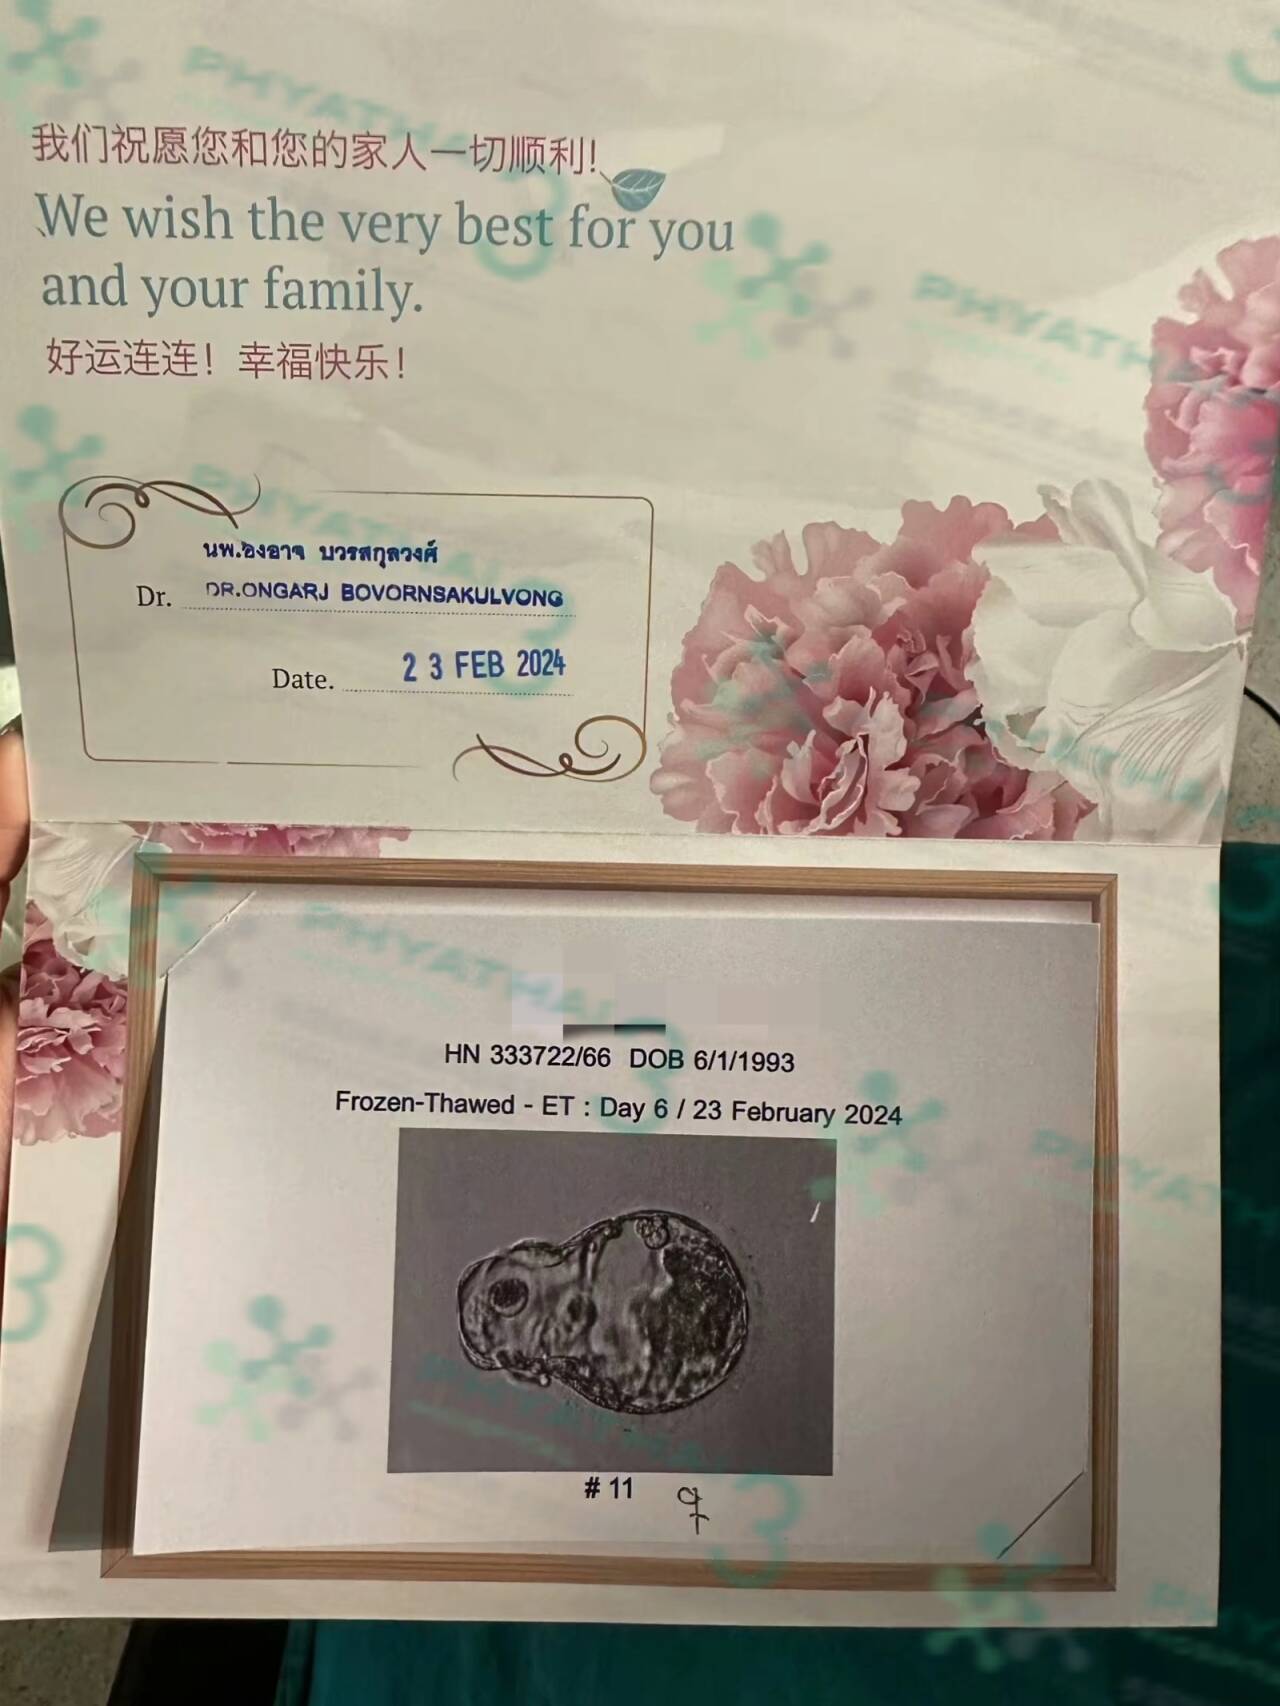 我们祝愿您和您的家人一切顺利!
We wish the very best for you
and your family.
好运连连! 幸福快乐!
นพ.องอาจ บวรสกุลวงศ์
Dr. DR.ONGARJ BOVORNSAKULVONG
Date. 23 FEB 2024
HN 333722/66 DOB 6/1/1993
Frozen-Thawed - ET : Day 6 / 23 February 2024
# 11 ♀
PHYATHAI 3